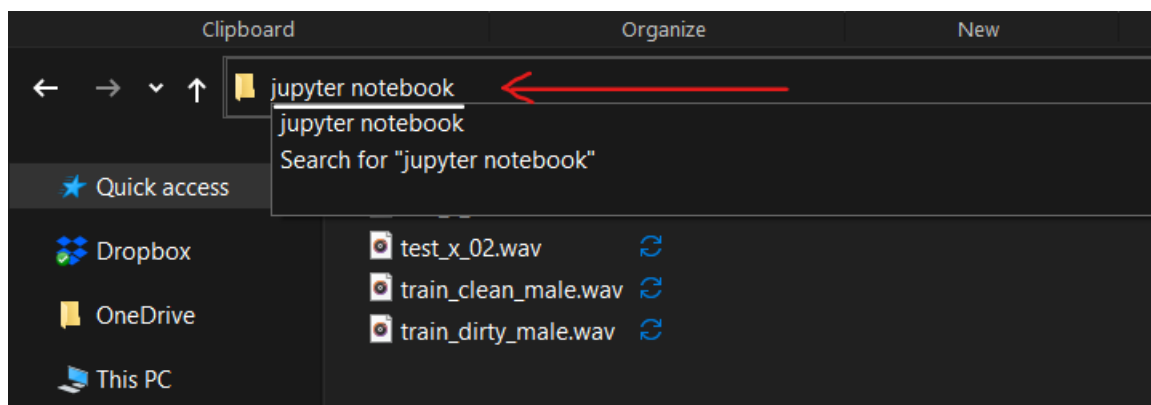 Clipboard Organize New
jupyter notebook
jupyter notebook
Search for "jupyter notebook"
Quick access
Dropbox
test_x_02.wav
train_clean_male.wav
OneDrive
train_dirty_male.wav
This PC